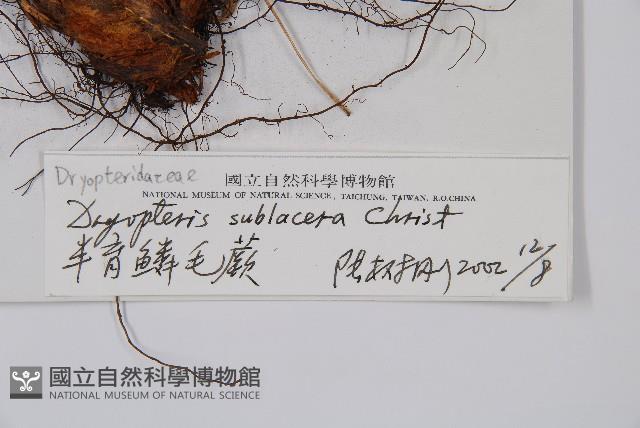 Dryopteridaceae
國立自然科學博物館
NATIONAL MUSEUM OF NATURAL SCIENCE, TAICHUNG, TAIWAN, R.O.CHINA
Dryopteris sublacera Christ
半育鱗毛蕨
2002 12/8
國立自然科學博物館
NATIONAL MUSEUM OF NATURAL SCIENCE